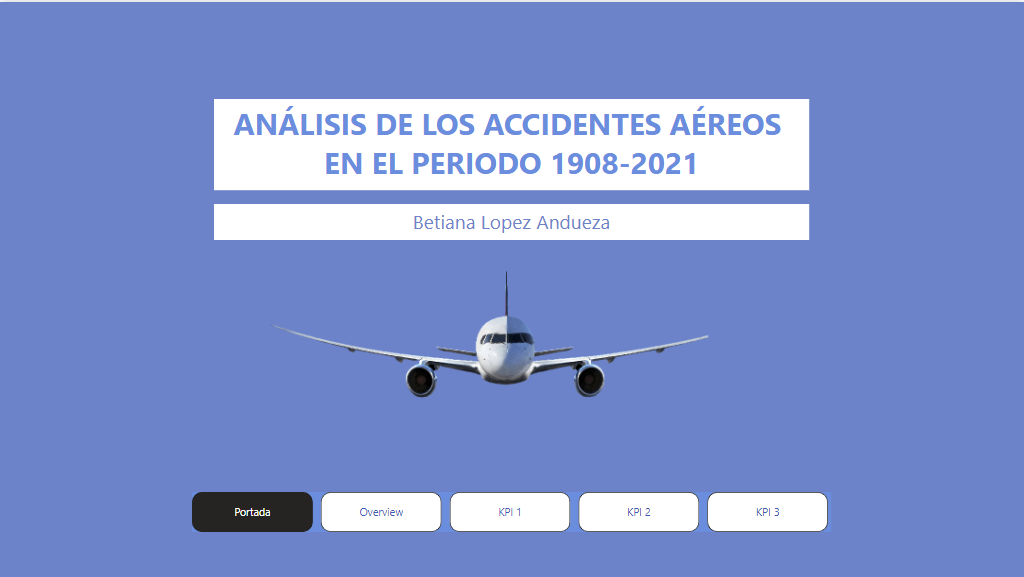 ANÁLISIS DE LOS ACCIDENTES AÉREOS
EN EL PERIODO 1908-2021
Betiana Lopez Andueza
Portada
Overview
KPI 1
KPI 2
KPI 3